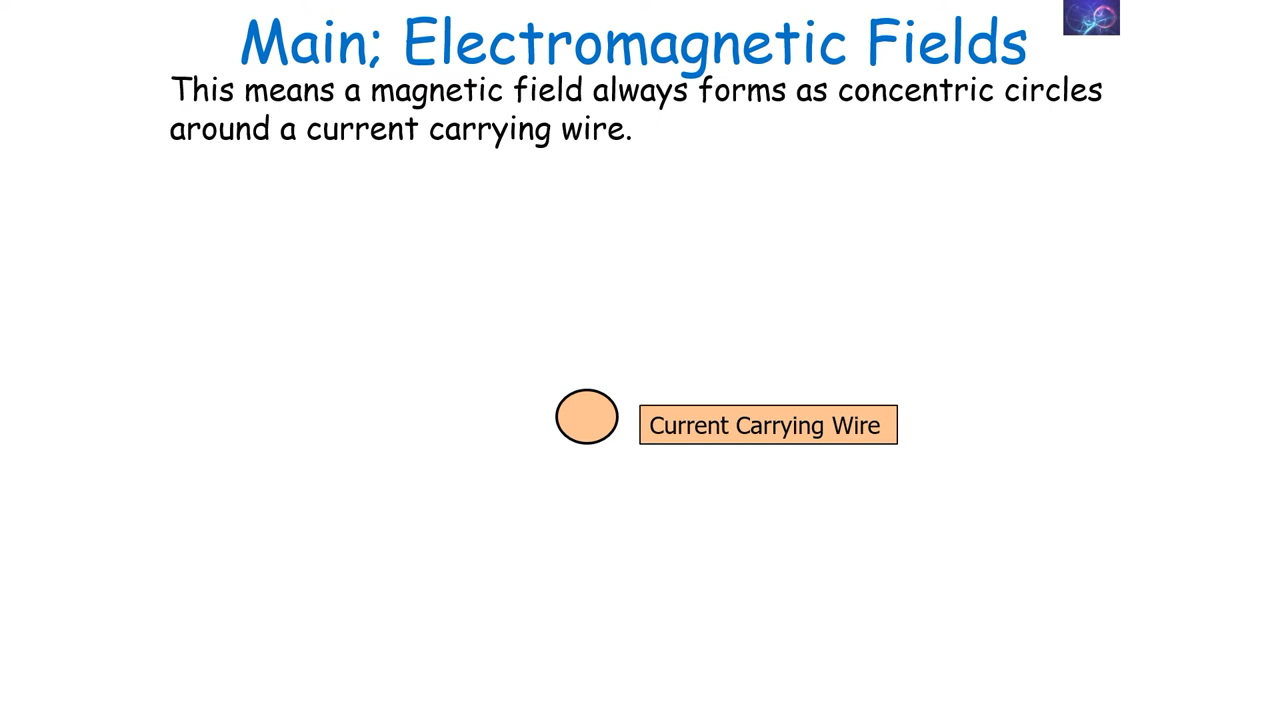 Main; Electromagnetic Fields
This means a magnetic field always forms as concentric circles
around a current carrying wire.
Current Carrying Wire